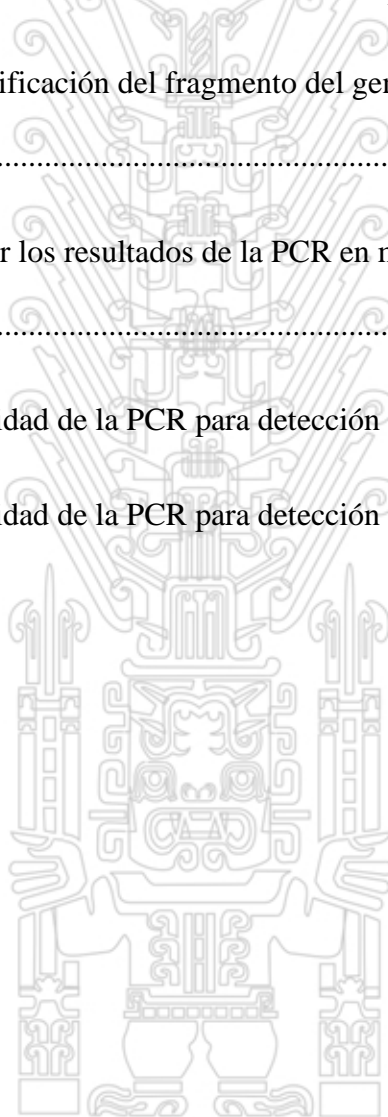 ificación del fragmento del
................................................
r los resultados de la PCR en
................................................
dad de la PCR para detección
dad de la PCR para detección